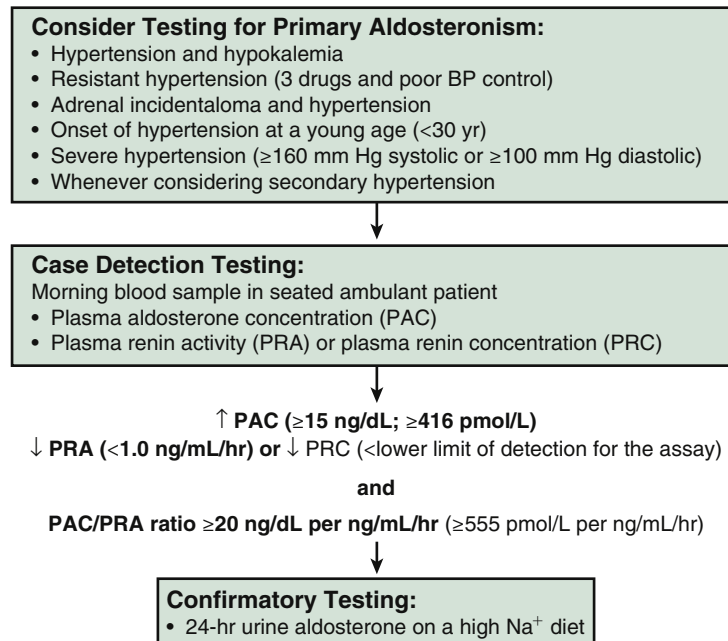 Consider Testing for Primary Aldosteronism:
• Hypertension and hypokalemia
• Resistant hypertension (3 drugs and poor BP control)
• Adrenal incidentaloma and hypertension
• Onset of hypertension at a young age (<30 yr)
• Severe hypertension (≥160 mm Hg systolic or ≥100 mm Hg diastolic)
• Whenever considering secondary hypertension
Case Detection Testing:
Morning blood sample in seated ambulant patient
• Plasma aldosterone concentration (PAC)
• Plasma renin activity (PRA) or plasma renin concentration (PRC)
↑ PAC (≥15 ng/dL; ≥416 pmol/L)
↓ PRA (<1.0 ng/mL/hr) or ↓ PRC (<lower limit of detection for the assay)
and
PAC/PRA ratio ≥20 ng/dL per ng/mL/hr (≥555 pmol/L per ng/mL/hr)
Confirmatory Testing:
• 24-hr urine aldosterone on a high Na⁺ diet